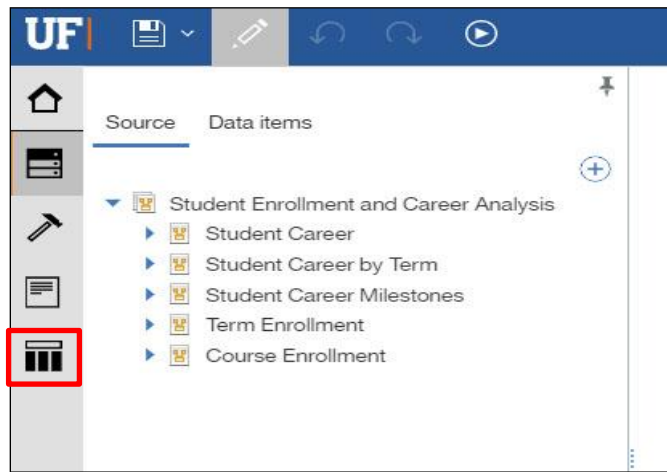 UF
Source Data items
Student Enrollment and Career Analysis
Student Career
Student Career by Term
Student Career Milestones
Term Enrollment
Course Enrollment